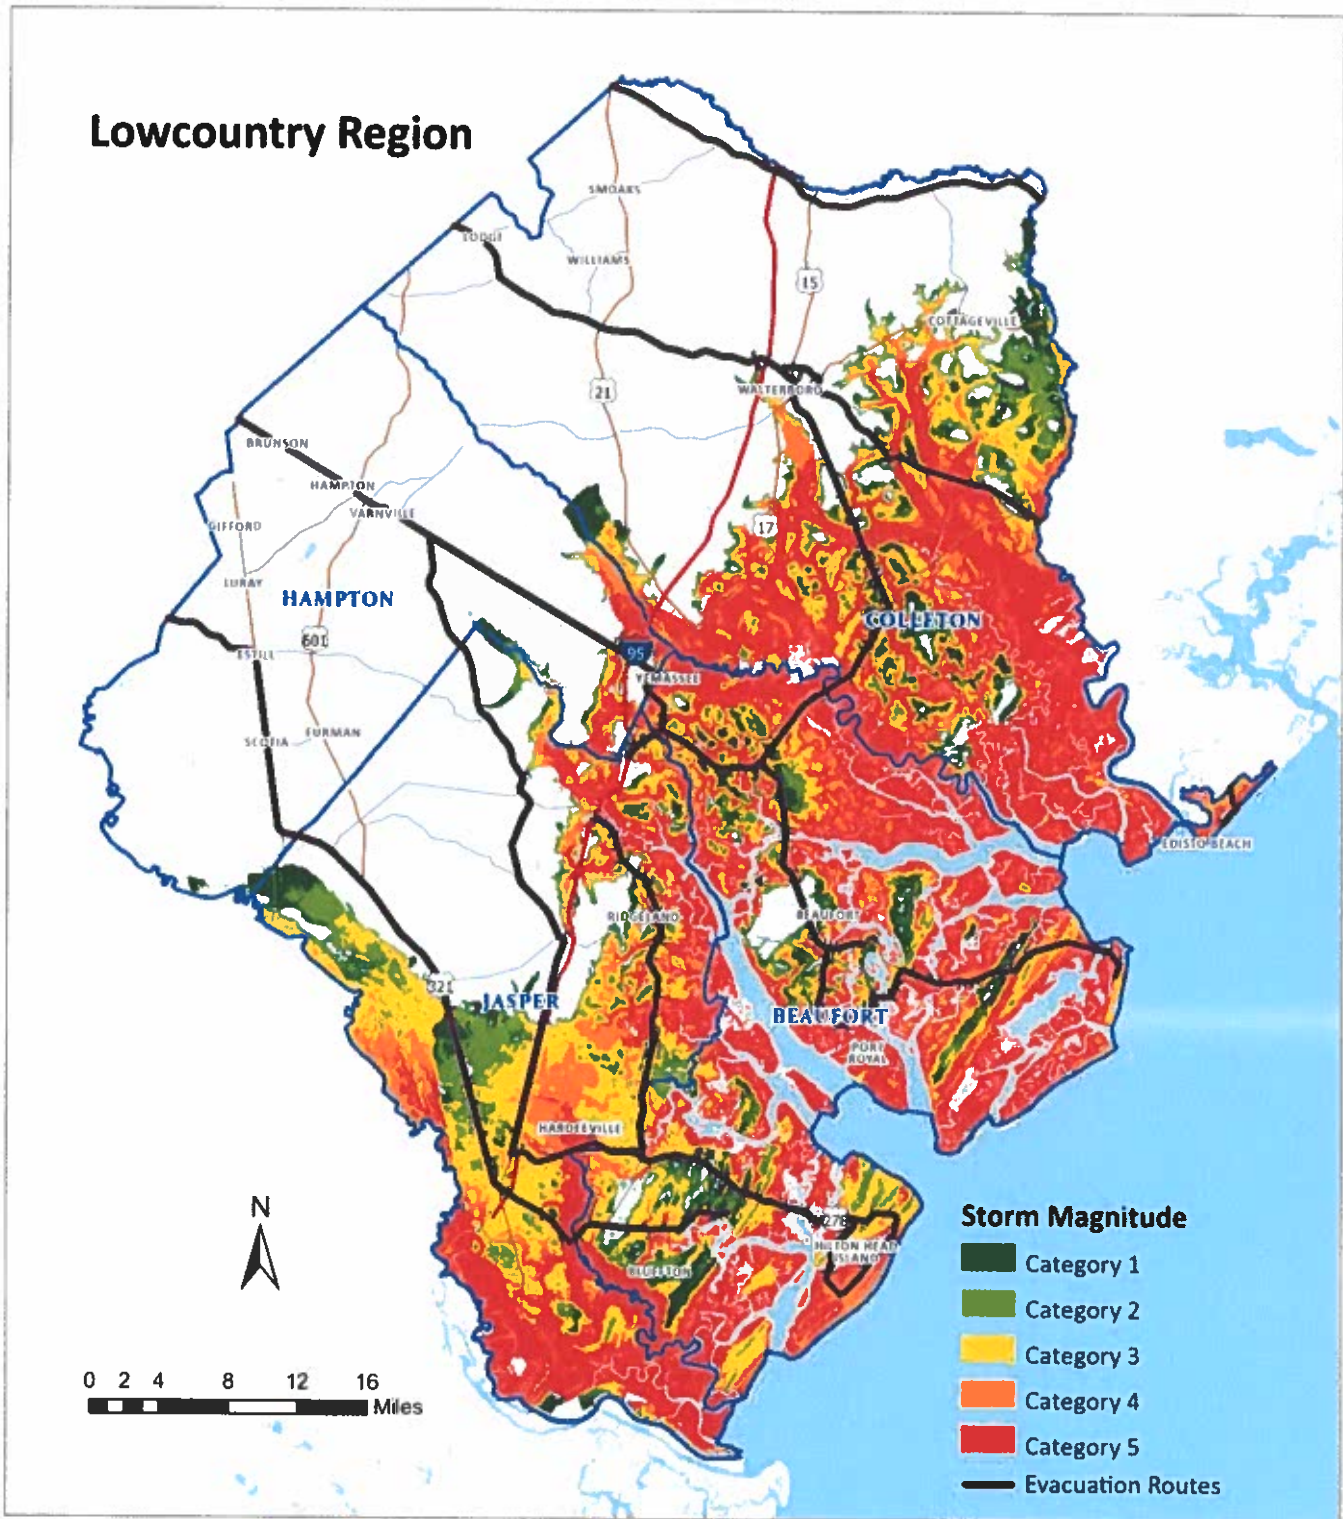 Lowcountry Region
SMOAKS
LODGE
WILLIAMS
15
COTTAGEVILLE
21
WALTERBORO
BRUNSON
HAMPTON
VARNVILLE
GIFFORD
17
LURAY
HAMPTON
COLLETON
601
ESTILL
95
YEMASSEE
SCOTIA
FURMAN
EDISTO BEACH
RIDGELAND
BEAUFORT
321
JASPER
BEAUFORT
PORT
ROYAL
HARDEEVILLE
N
278
HILTON HEAD
ISLAND
BLUFFTON
0 2 4 8 12 16
Miles
Storm Magnitude
Category 1
Category 2
Category 3
Category 4
Category 5
Evacuation Routes